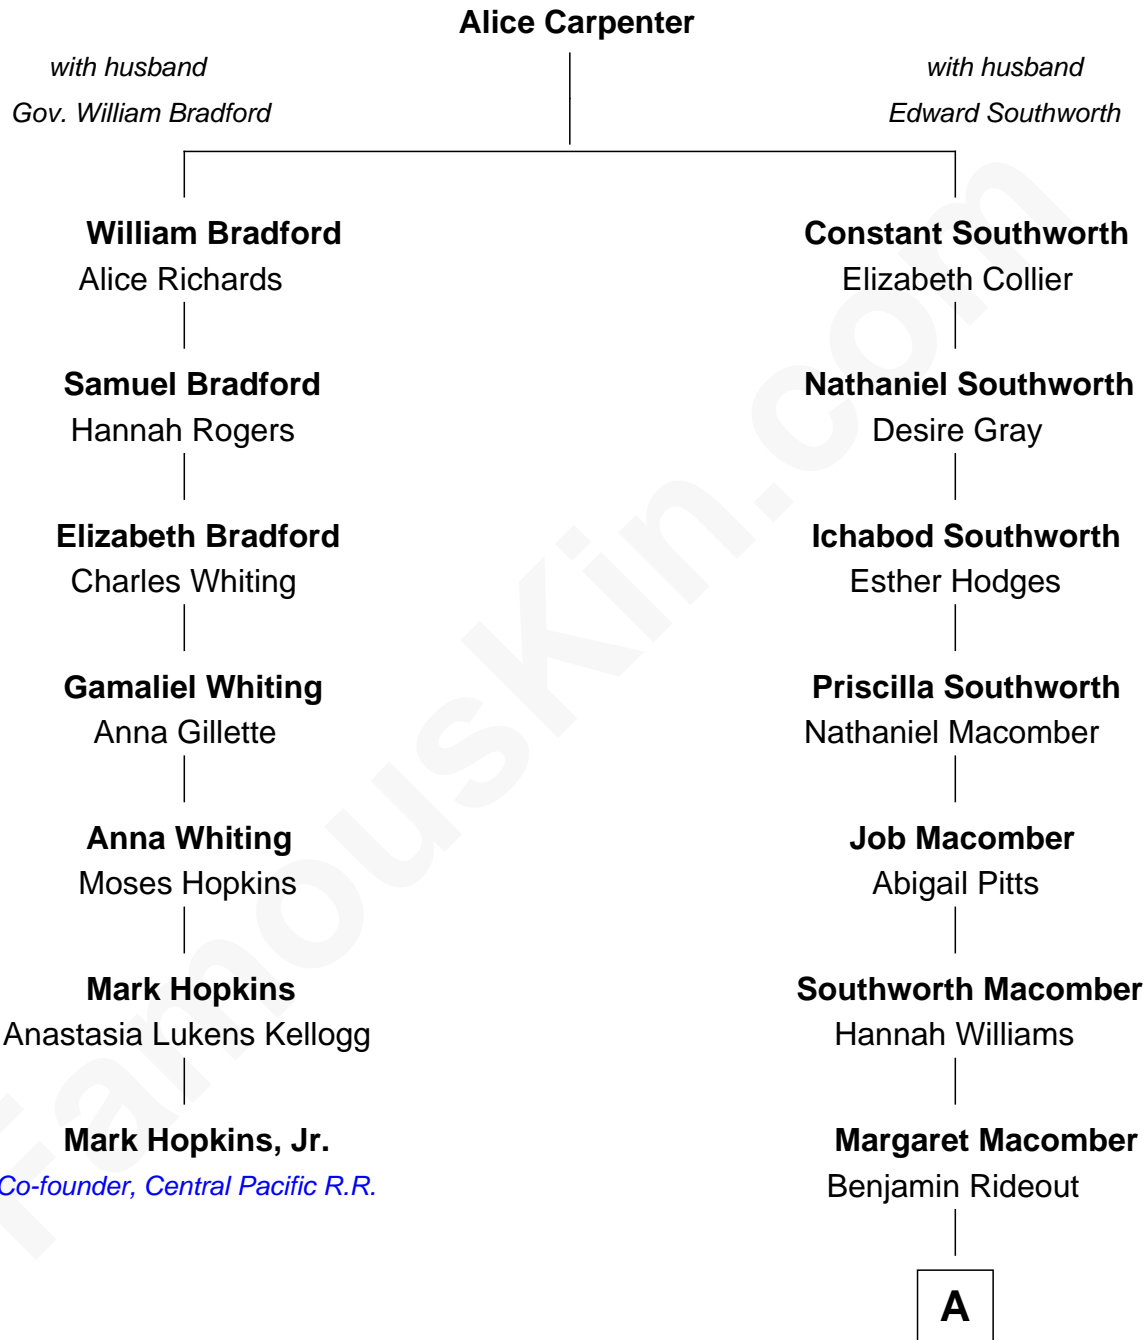 Alice Carpenter
with husband
Gov. William Bradford
with husband
Edward Southworth
William Bradford
Alice Richards
Samuel Bradford
Hannah Rogers
Elizabeth Bradford
Charles Whiting
Gamaliel Whiting
Anna Gillette
Anna Whiting
Moses Hopkins
Mark Hopkins
Anastasia Lukens Kellogg
Mark Hopkins, Jr.
Co-founder, Central Pacific R.R.
Constant Southworth
Elizabeth Collier
Nathaniel Southworth
Desire Gray
Ichabod Southworth
Esther Hodges
Priscilla Southworth
Nathaniel Macomber
Job Macomber
Abigail Pitts
Southworth Macomber
Hannah Williams
Margaret Macomber
Benjamin Rideout
A
FamousKin.com